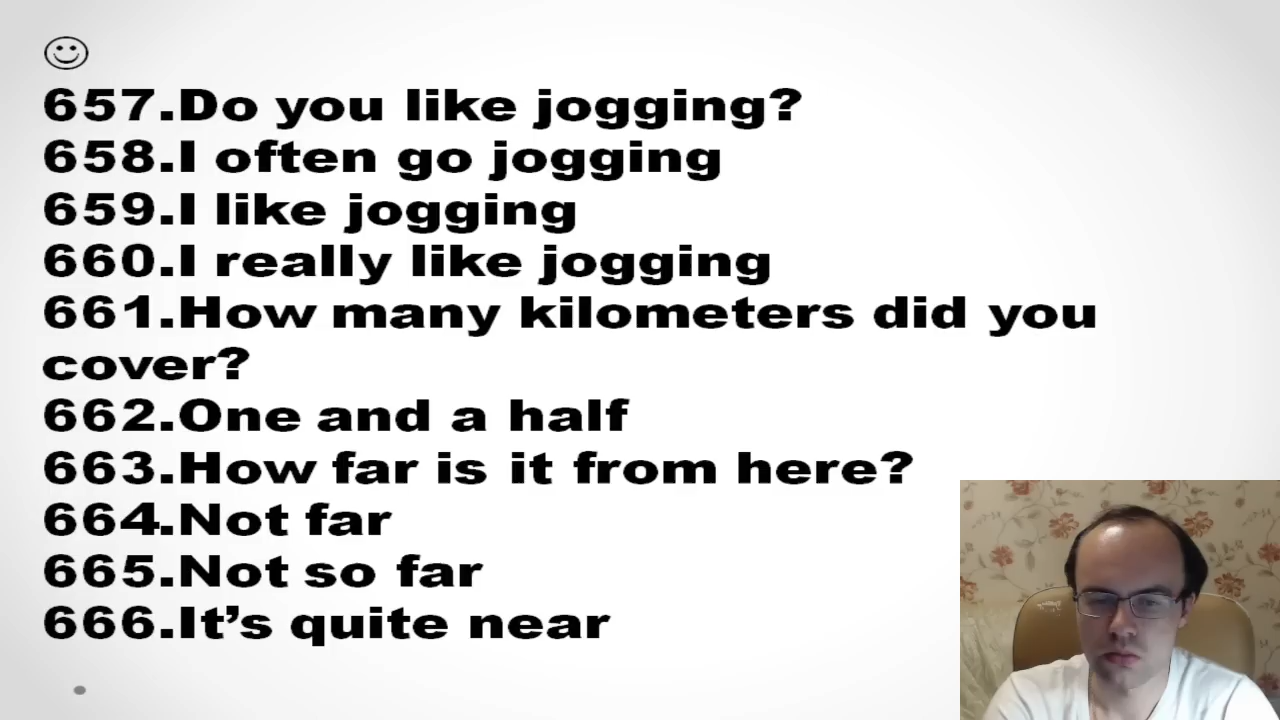 657.Do you like jogging?
658.I often go jogging
659.I like jogging
660.I really like jogging
661.How many kilometers did you
cover?
662.One and a half
663.How far is it from here?
664.Not far
665.Not so far
666.It’s quite near